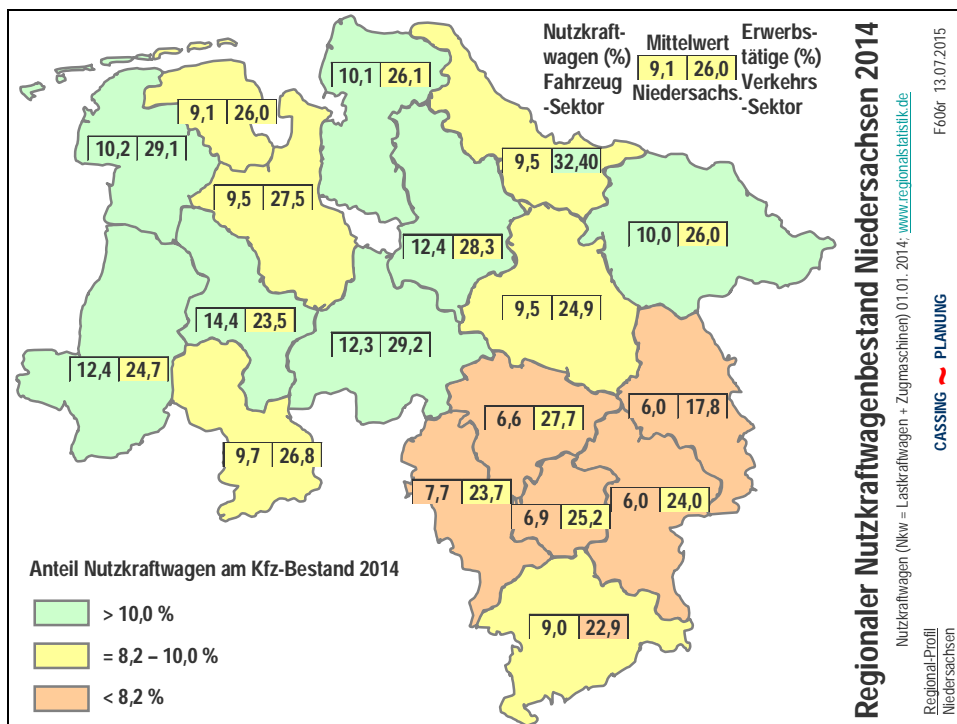 Nutzkraft-
wagen (%)
Fahrzeug
-Sektor
Mittelwert
9,1 26,0
Niedersachs.
Erwerbs-
tätige (%)
Verkehrs
-Sektor
10,1 26,1
9,1 26,0
10,2 29,1
9,5 32,40
9,5 27,5
10,0 26,0
12,4 28,3
9,5 24,9
14,4 23,5
12,3 29,2
12,4 24,7
6,6 27,7
6,0 17,8
9,7 26,8
7,7 23,7
6,9 25,2
6,0 24,0
9,0 22,9
Anteil Nutzkraftwagen am Kfz-Bestand 2014
> 10,0 %
= 8,2 – 10,0 %
< 8,2 %
Regionaler Nutzkraftwagenbestand Niedersachsen 2014
Nutzkraftwagen (Nkw = Lastkraftwagen + Zugmaschinen) 01.01. 2014; www.regionalstatistik.de
Regional-Profil
Niedersachsen
CASSING ~ PLANUNG
F606r 13.07.2015